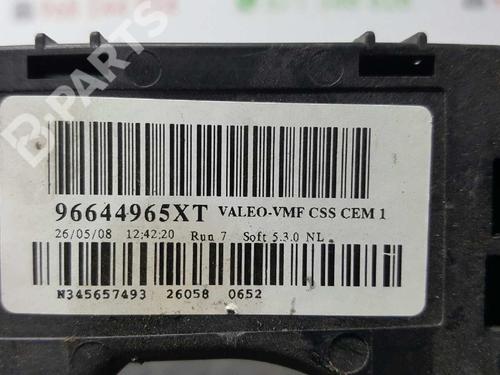 B-PARTS
96644965XT VALEO-VMF CSS CEM 1
26/05/08 12:42:20 Run 7 Soft 5.3.0 NL
N345657493 26058 0652